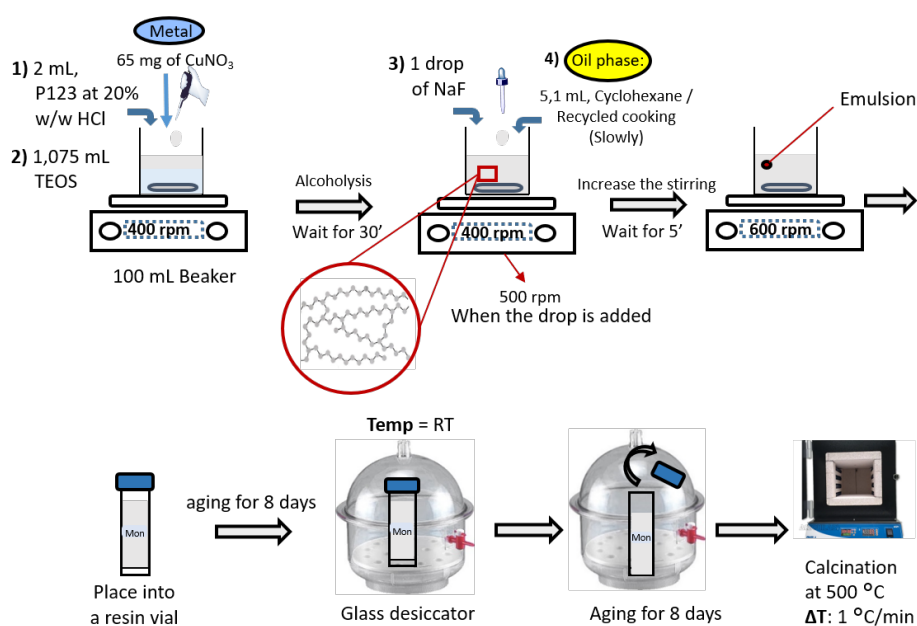 Metal
65 mg of CuNO₃
1) 2 mL,
P123 at 20%
w/w HCl
2) 1,075 mL
TEOS
400 rpm
100 mL Beaker
Alcoholysis
Wait for 30’
3) 1 drop
of NaF
4) Oil phase:
5,1 mL, Cyclohexane /
Recycled cooking
(Slowly)
400 rpm
500 rpm
When the drop is added
Increase the stirring
Wait for 5’
Emulsion
600 rpm
Mon
Place into
a resin vial
aging for 8 days
Temp = RT
Mon
Glass desiccator
Mon
Aging for 8 days
Calcination
at 500 °C
ΔT: 1 °C/min